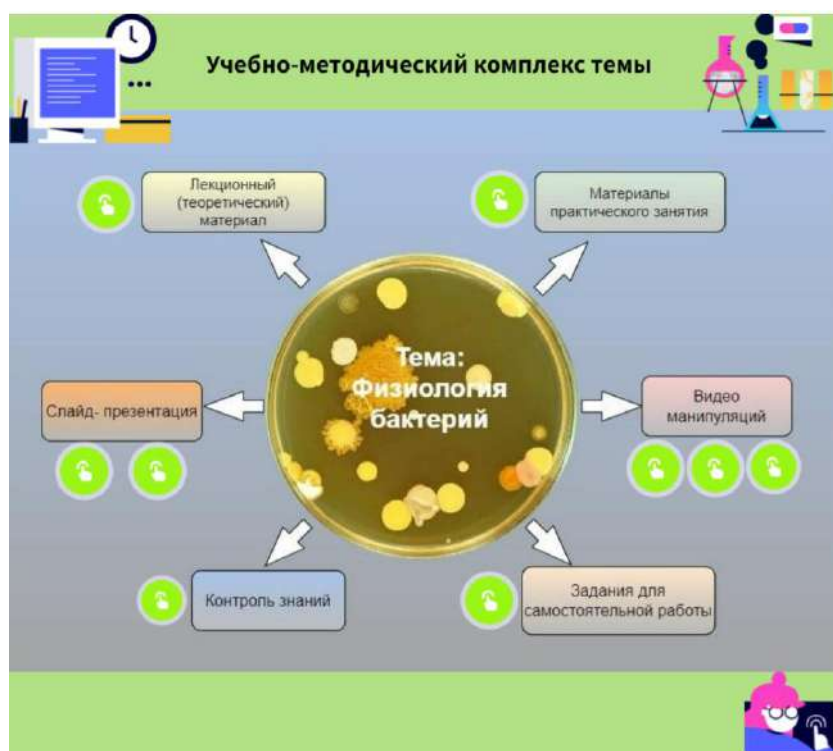 Учебно-методический комплекс темы
Лекционный
(теоретический)
материал
Материалы
практического занятия
Тема:
Физиология
бактерий
Слайд- презентация
Видео
манипуляций
Контроль знаний
Задания для
самостоятельной работы